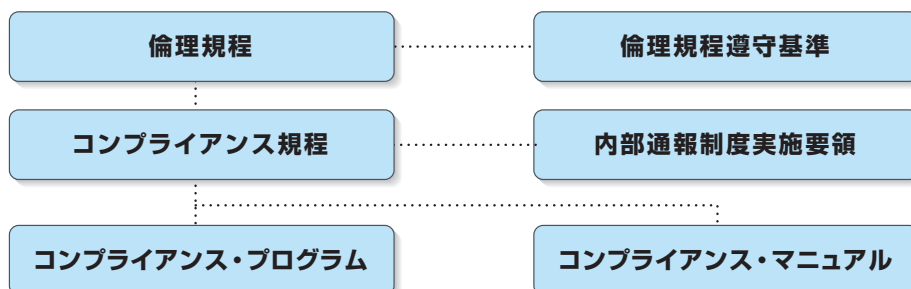 倫理規程
倫理規程遵守基準
コンプライアンス規程
内部通報制度実施要領
コンプライアンス・プログラム
コンプライアンス・マニュアル